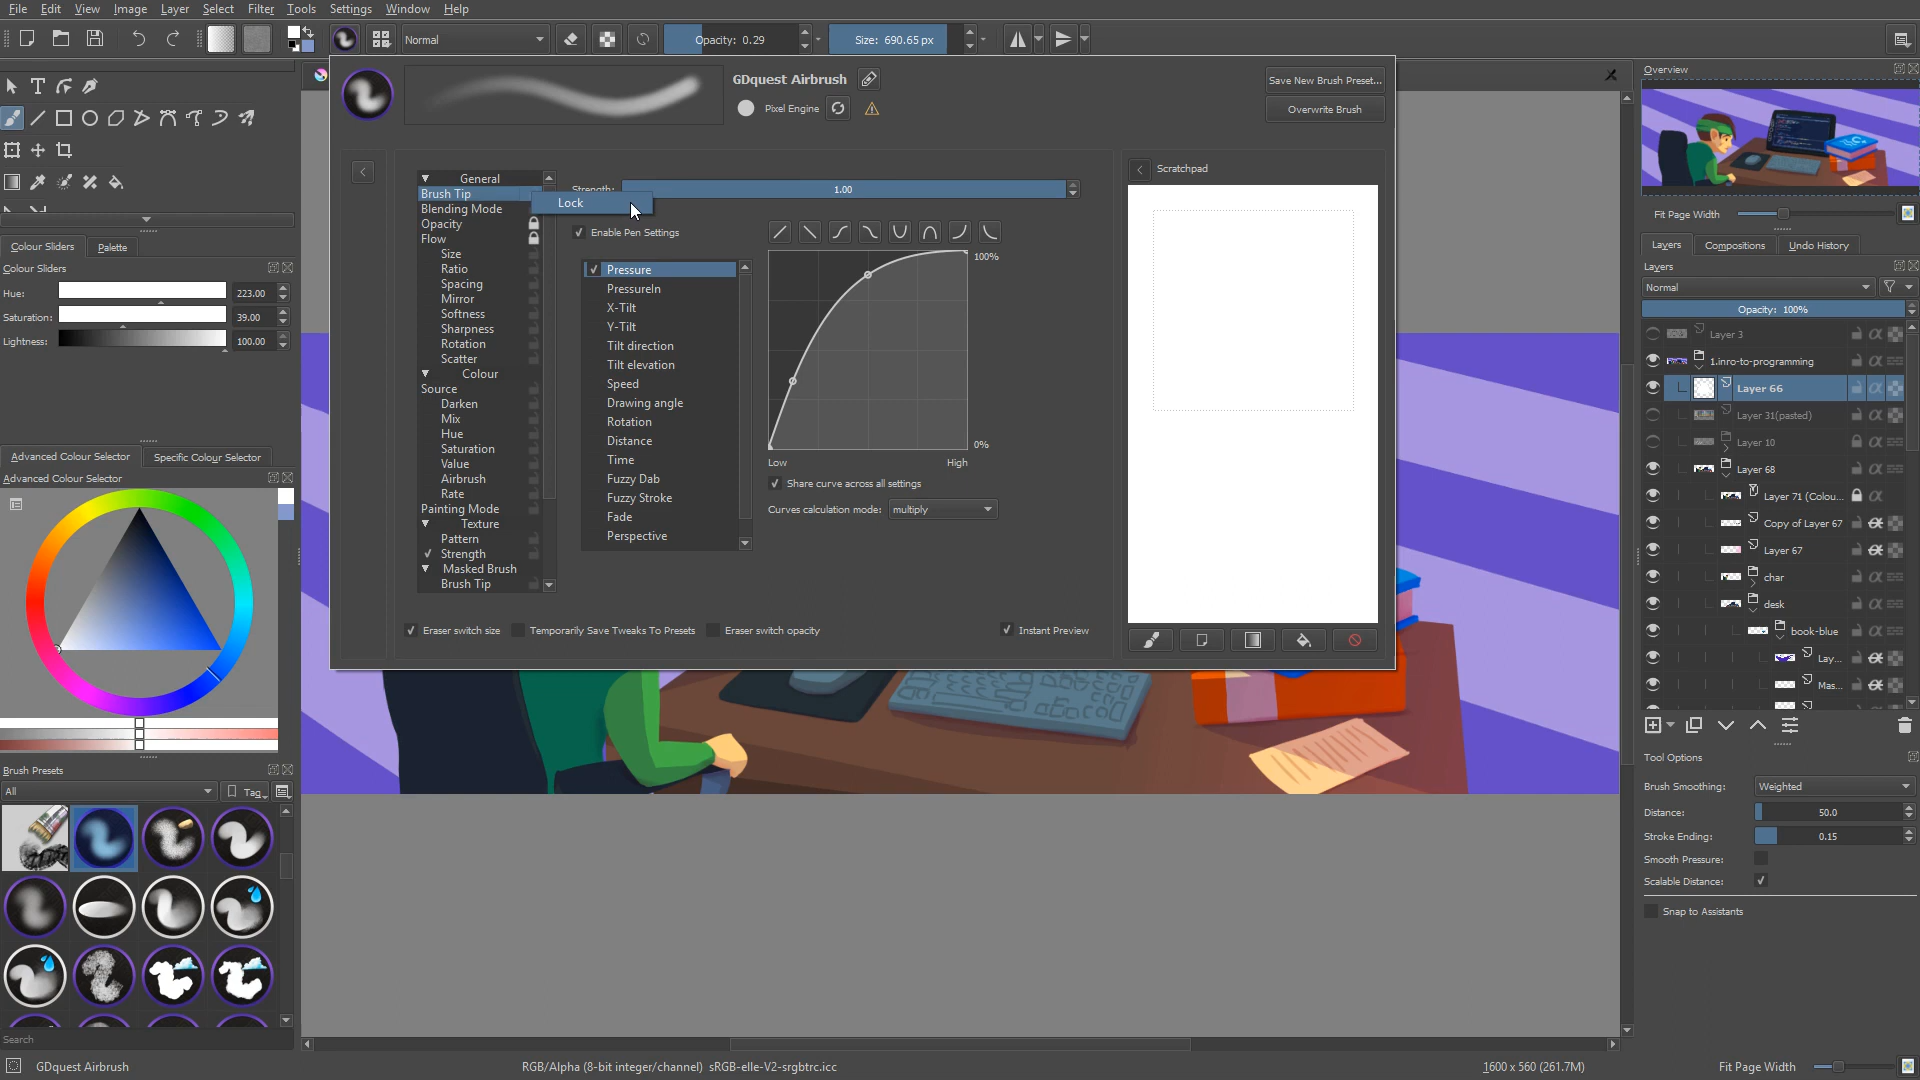 File Edit View Image Layer Select Filter Tools Settings Window Help
Normal
Opacity: 0.29
Size: 690.65 px
GDquest Airbrush
Pixel Engine
Save New Brush Preset...
Overwrite Brush
General
Brush Tip
Blending Mode
Opacity
Flow
Size
Ratio
Spacing
Mirror
Softness
Sharpness
Rotation
Scatter
Colour
Source
Darken
Mix
Hue
Saturation
Value
Airbrush
Rate
Painting Mode
Texture
Pattern
Strength
Masked Brush
Brush Tip
Strength:
1.00
Lock
Enable Pen Settings
Pressure
PressureIn
X-Tilt
Y-Tilt
Tilt direction
Tilt elevation
Speed
Drawing angle
Rotation
Distance
Time
Fuzzy Dab
Fuzzy Stroke
Fade
Perspective
100%
0%
Low High
Share curve across all settings
Curves calculation mode: multiply
Eraser switch size
Temporarily Save Tweaks To Presets
Eraser switch opacity
Instant Preview
Scratchpad
Colour Sliders Palette
Colour Sliders
Hue: 223.00
Saturation: 39.00
Lightness: 100.00
Advanced Colour Selector Specific Colour Selector
Advanced Colour Selector
Brush Presets
All
Tag
Search
GDquest Airbrush
RGB/Alpha (8-bit integer/channel) sRGB-elle-V2-srgbtrc.icc
1600 x 560 (261.7M)
Fit Page Width
Overview
Fit Page Width
Layers Compositions Undo History
Layers
Normal
Opacity: 100%
Layer 3
1.inro-to-programming
Layer 66
Layer 31(pasted)
Layer 10
Layer 68
Layer 71 (Colou...
Copy of Layer 67
Layer 67
char
desk
book-blue
Lay...
Mas...
Tool Options
Brush Smoothing: Weighted
Distance: 50.0
Stroke Ending: 0.15
Smooth Pressure:
Scalable Distance:
Snap to Assistants